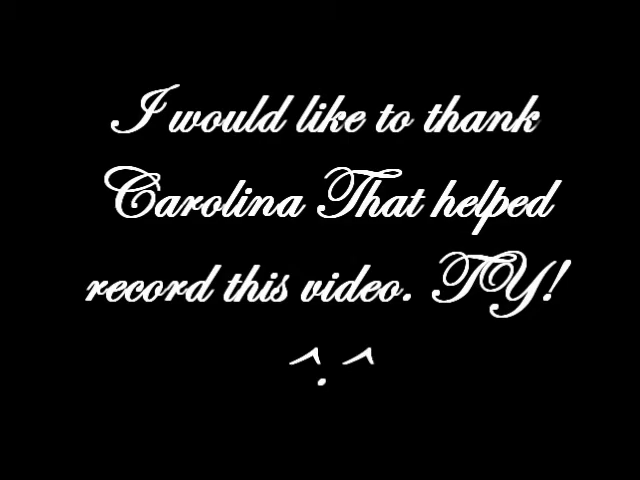 I would like to thank
Carolina That helped
record this video. TY!
^.^